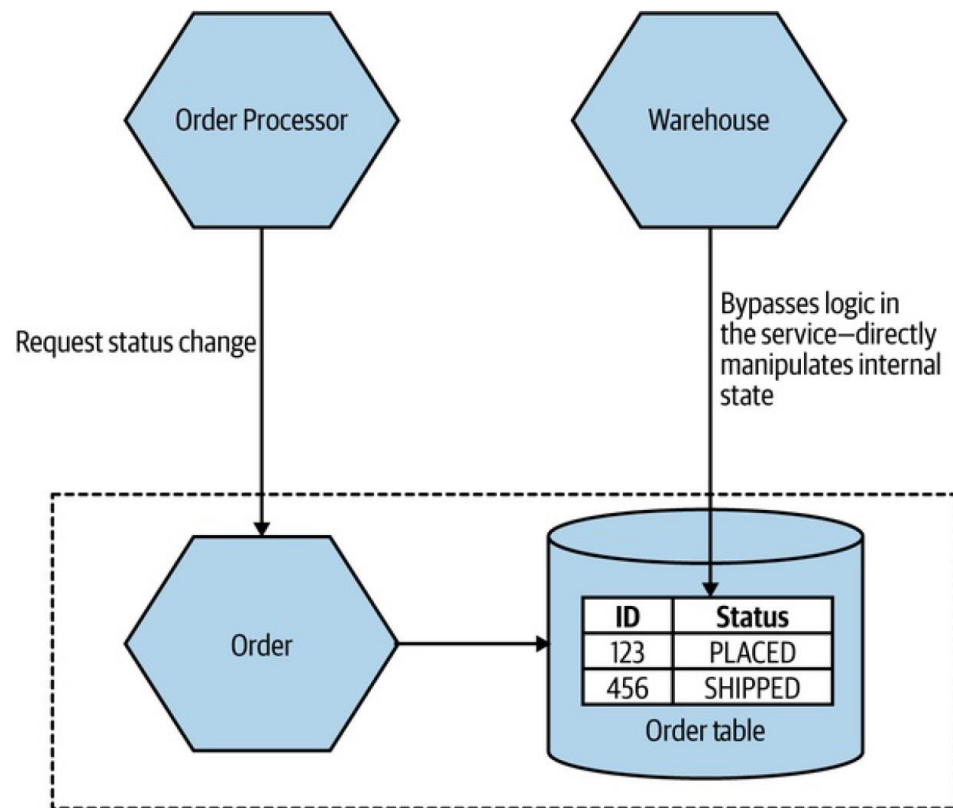 Order Processor
Warehouse
Request status change
Bypasses logic in
the service—directly
manipulates internal
state
Order
ID Status
123 PLACED
456 SHIPPED
Order table